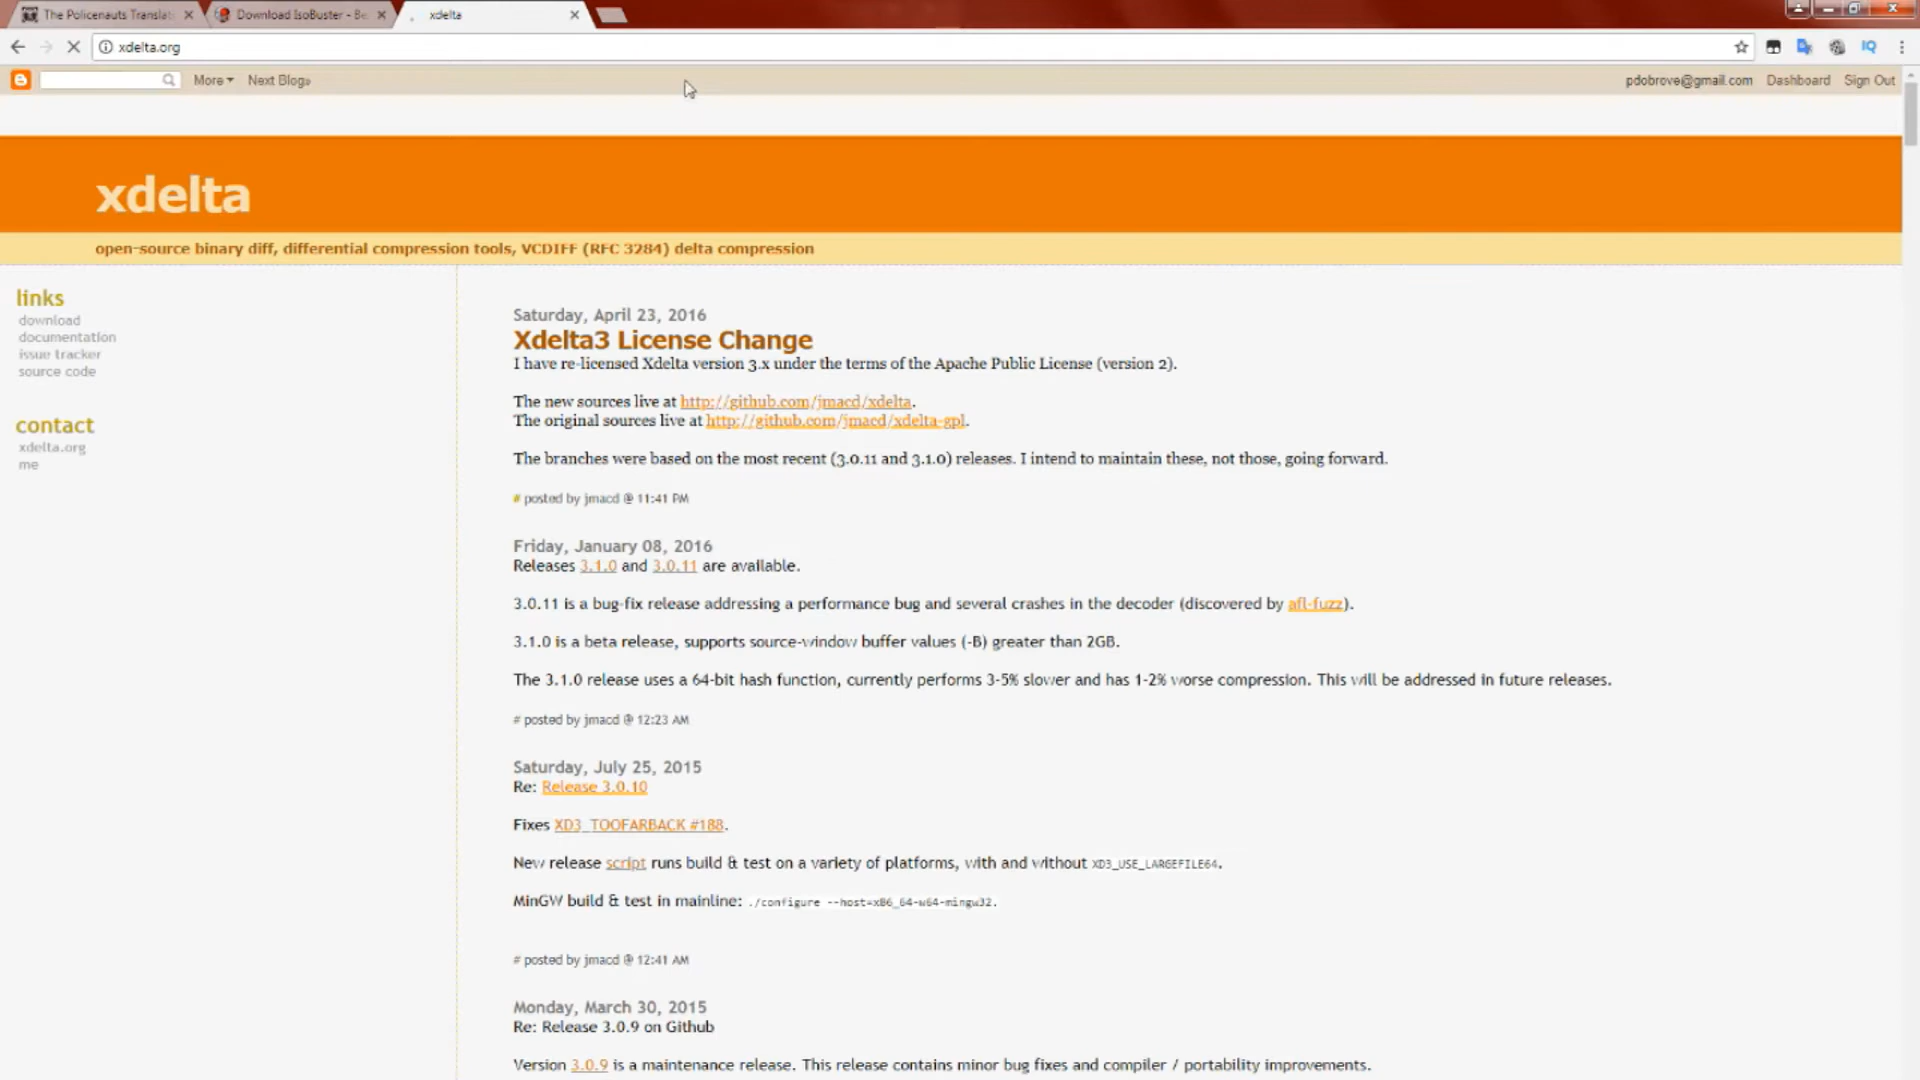 The Policenauts Translat
Download IsoBuster - Be
xdelta
xdelta.org
More
Next Blog»
pdobrove@gmail.com
Dashboard
Sign Out
xdelta
open-source binary diff, differential compression tools, VCDIFF (RFC 3284) delta compression
links
download
documentation
issue tracker
source code
contact
xdelta.org
me
Saturday, April 23, 2016
Xdelta3 License Change
I have re-licensed Xdelta version 3.x under the terms of the Apache Public License (version 2).
The new sources live at http://github.com/jmacd/xdelta.
The original sources live at http://github.com/jmacd/xdelta-gpl.
The branches were based on the most recent (3.0.11 and 3.1.0) releases. I intend to maintain these, not those, going forward.
# posted by jmacd @ 11:41 PM
Friday, January 08, 2016
Releases 3.1.0 and 3.0.11 are available.
3.0.11 is a bug-fix release addressing a performance bug and several crashes in the decoder (discovered by afl-fuzz).
3.1.0 is a beta release, supports source-window buffer values (-B) greater than 2GB.
The 3.1.0 release uses a 64-bit hash function, currently performs 3-5% slower and has 1-2% worse compression. This will be addressed in future releases.
# posted by jmacd @ 12:23 AM
Saturday, July 25, 2015
Re: Release 3.0.10
Fixes XD3_TOOFARBACK #188.
New release script runs build & test on a variety of platforms, with and without XD3_USE_LARGEFILE64.
MinGW build & test in mainline: ./configure --host=x86_64-w64-mingw32.
# posted by jmacd @ 12:41 AM
Monday, March 30, 2015
Re: Release 3.0.9 on Github
Version 3.0.9 is a maintenance release. This release contains minor bug fixes and compiler / portability improvements.